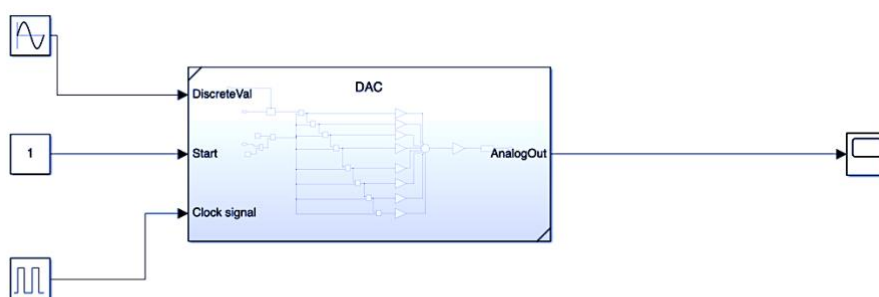 DAC
DiscreteVal
1
Start
AnalogOut
Clock signal